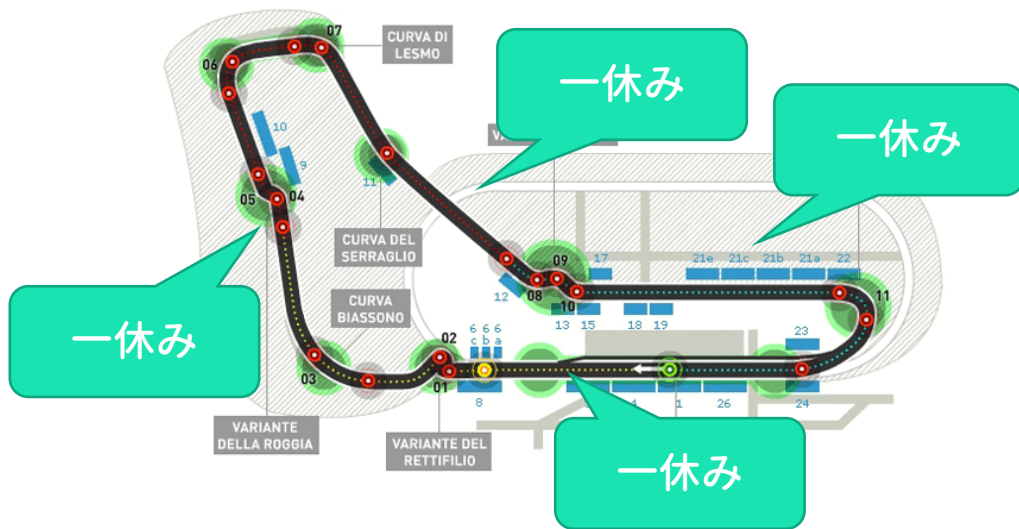 07
CURVA DI
LESMO
06
一休み
一休み
10
9
VA
11
05
04
一休み
CURVA DEL
SERRAGLIO
09
17
21e
21c
21b
21a
22
12
08
10
11
13
15
18
19
CURVA
BIASSONO
02
6 6 6
c b a
23
03
01
8
4
1
26
24
VARIANTE
DELLA ROGGIA
VARIANTE DEL
RETTIFILIO
一休み